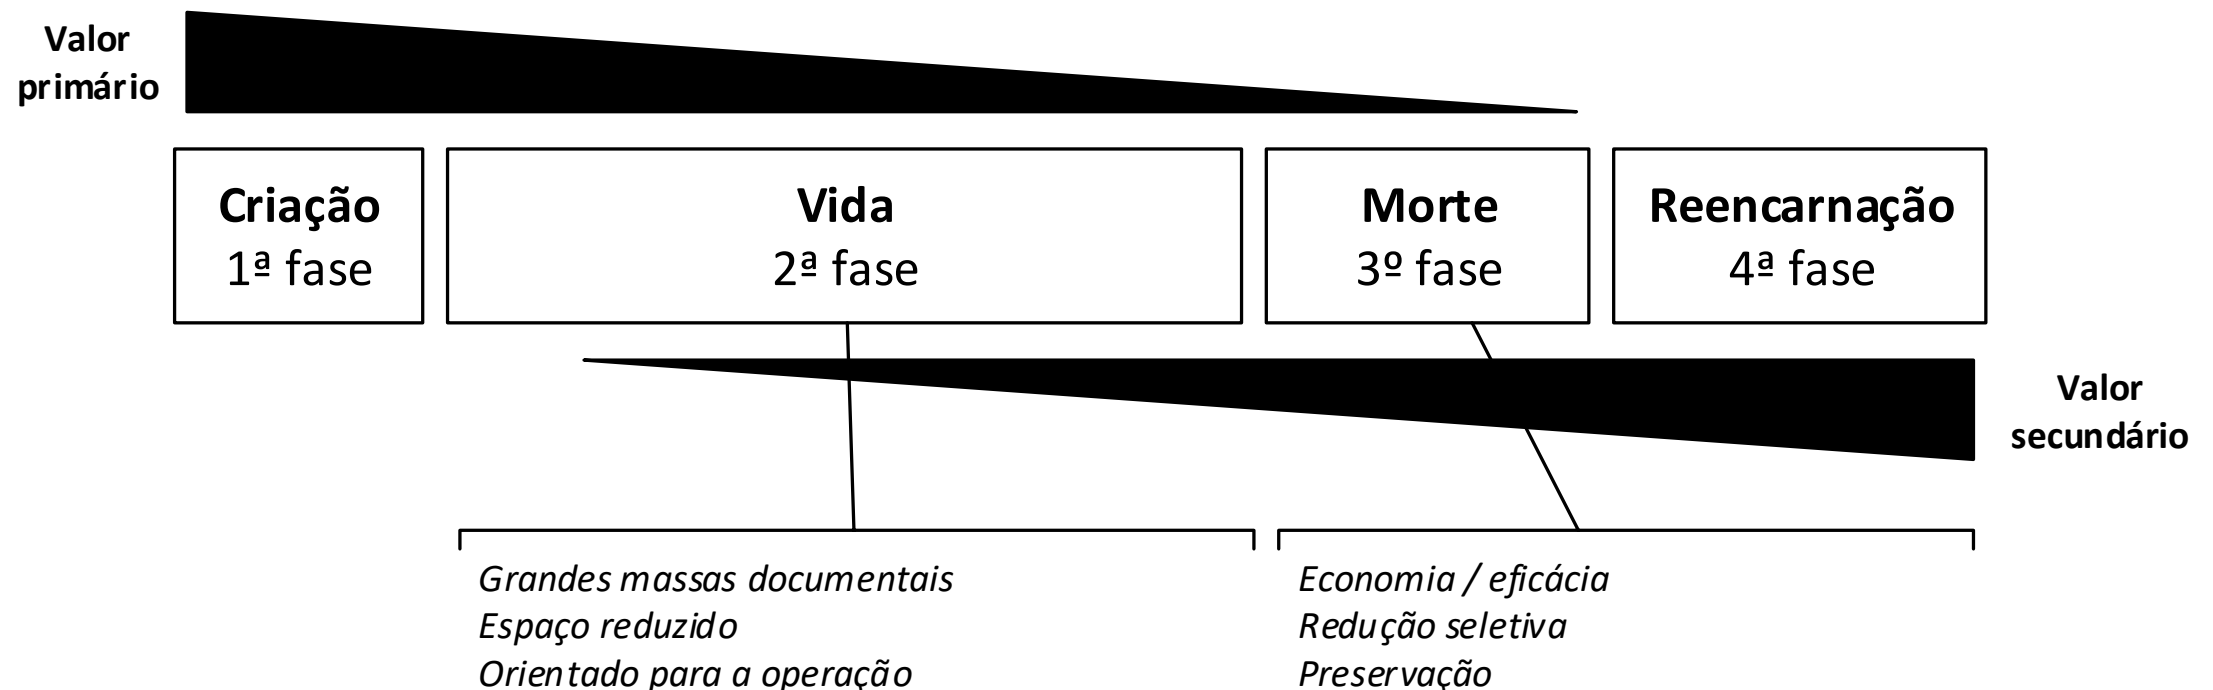 Valor
primário
Criação
1ª fase
Vida
2ª fase
Morte
3º fase
Reencarnação
4ª fase
Valor
secundário
Grandes massas documentais
Espaço reduzido
Orientado para a operação
Economia / eficácia
Redução seletiva
Preservação